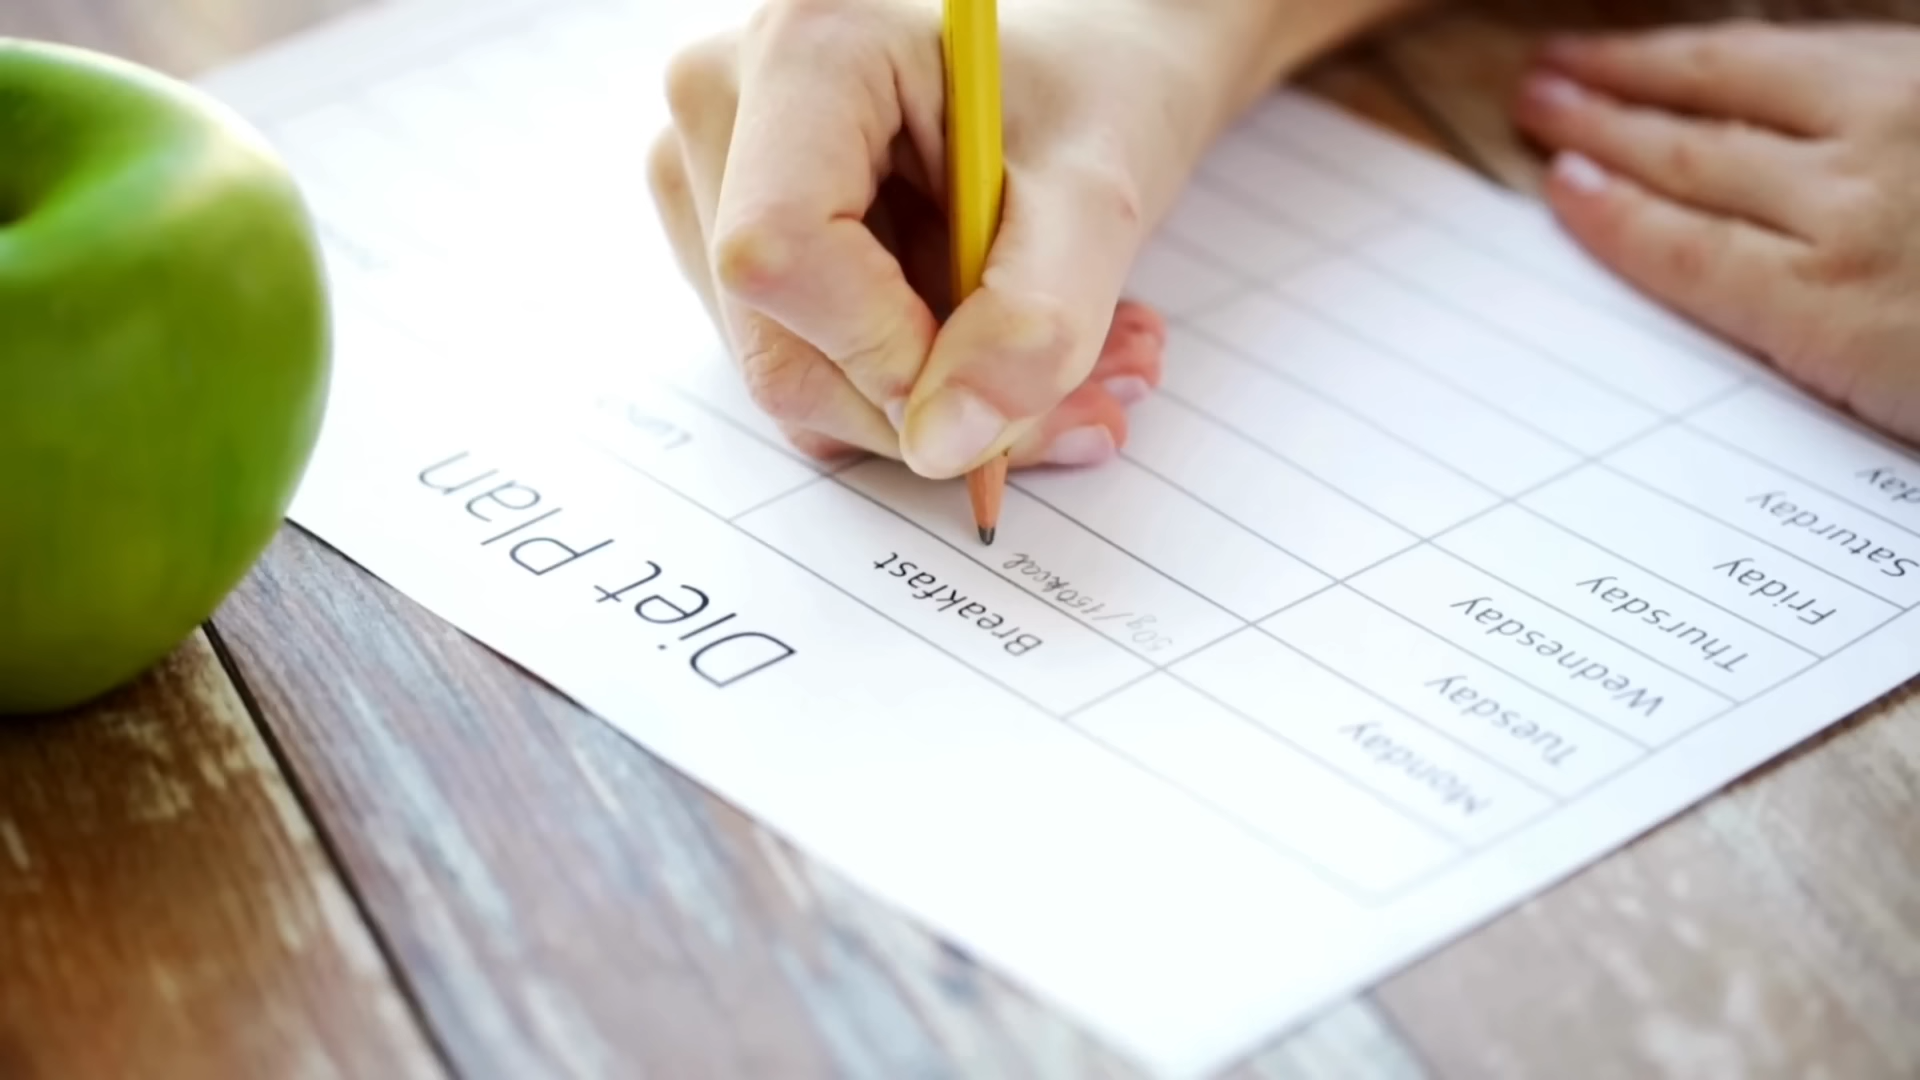 Diet Plan
Breakfast
Monday
50g/150kcal
Tuesday
Wednesday
Thursday
Friday
Saturday